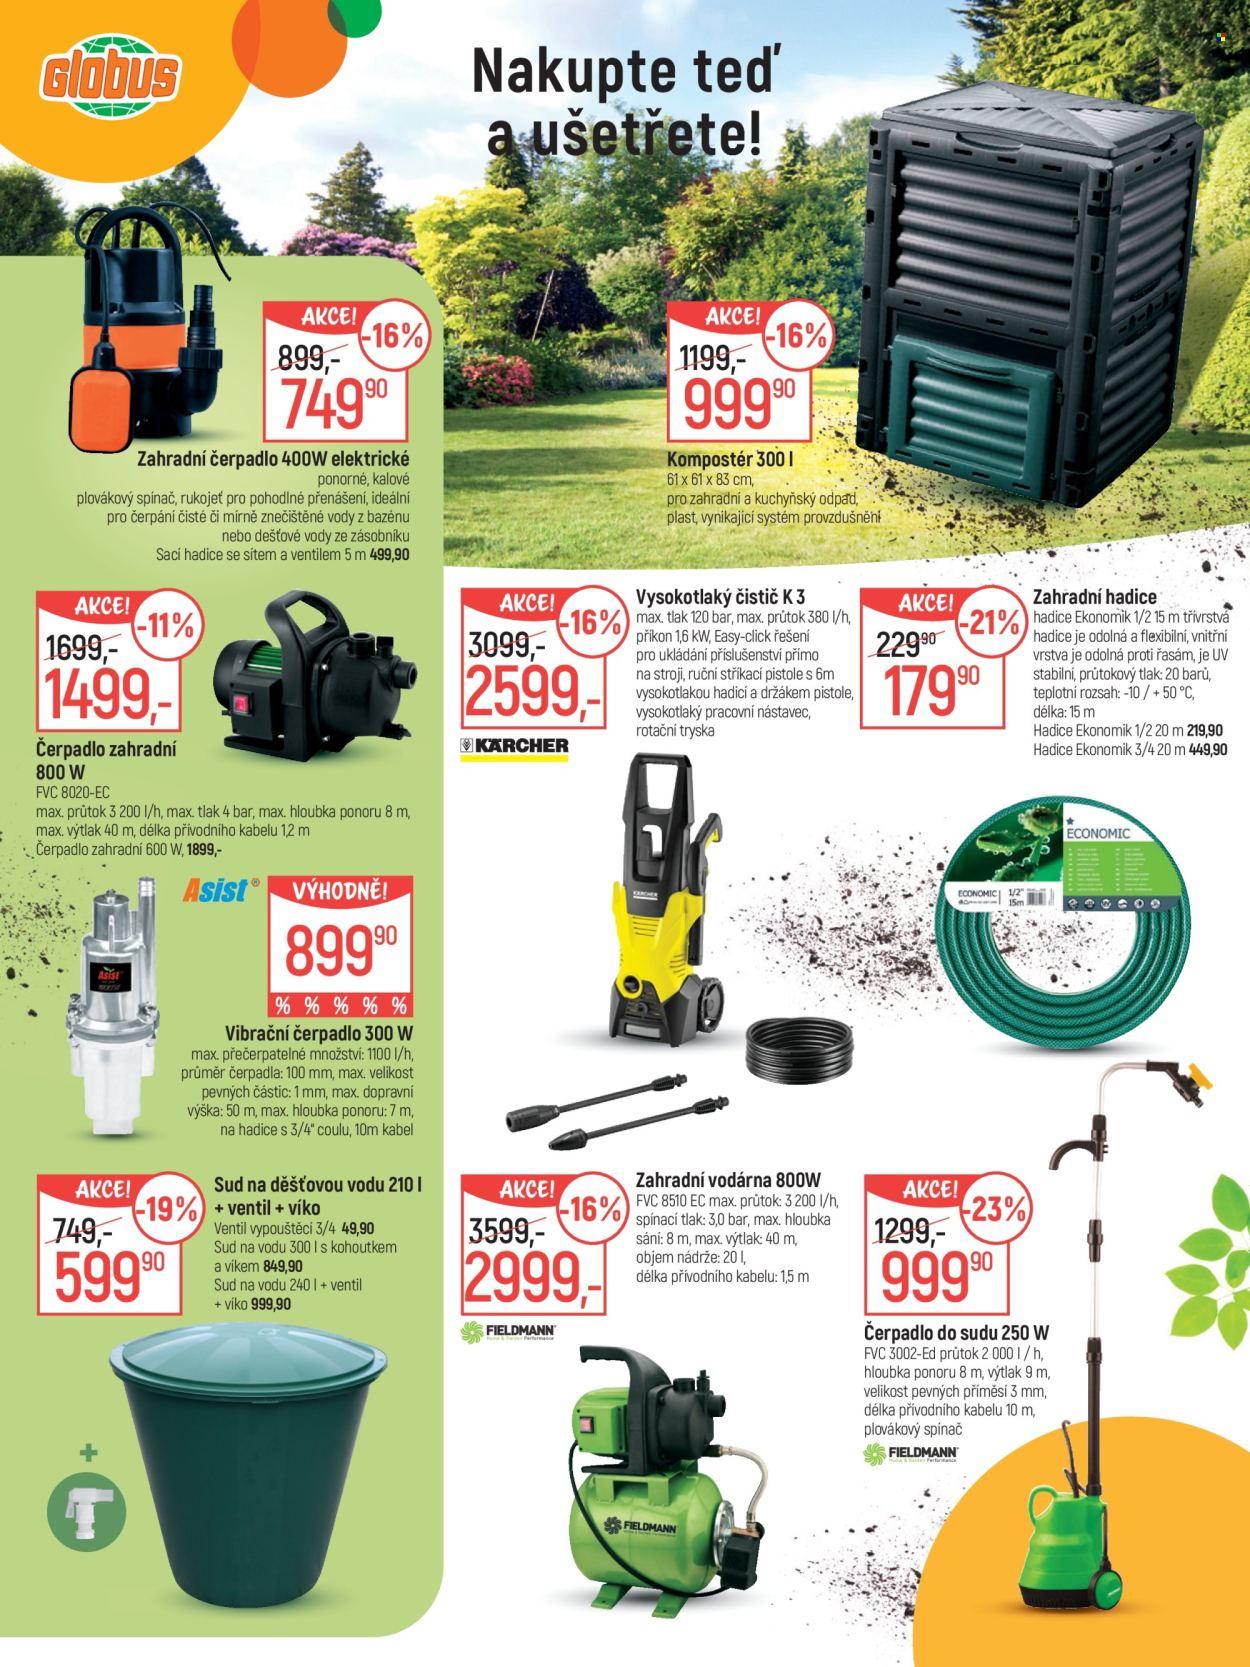 Globus
Nakupte teď
a ušetřete!
AKCE!
-16%
899,-
749 90
Zahradní čerpadlo 400W elektrické
ponorné, kalové
plovákový spínač, rukojeť pro pohodlné přenášení, ideální
pro čerpání čisté či mírně znečištěné vody z bazénu
nebo dešťové vody ze zásobníku
Sací hadice se sítem a ventilem 5 m 499,90
AKCE!
-16%
1199,-
999 90
Kompostér 300 l
61 x 61 x 83 cm,
pro zahradní a kuchyňský odpad,
plast, vynikající systém provzdušnění
AKCE!
-11%
1699,-
1499,-
Čerpadlo zahradní
800 W
FVC 8020-EC
max. průtok 3 200 l/h, max. tlak 4 bar, max. hloubka ponoru 8 m,
max. výtlak 40 m, délka přívodního kabelu 1,2 m
Čerpadlo zahradní 600 W, 1899,-
AKCE!
-16%
3099,-
2599,-
KÄRCHER
Vysokotlaký čistič K 3
max. tlak 120 bar, max. průtok 380 l/h,
příkon 1,6 kW, Easy-click řešení
pro ukládání příslušenství přímo
na stroji, ruční stříkací pistole s 6m
vysokotlakou hadicí a držákem pistole,
vysokotlaký pracovní nástavec,
rotační tryska
KÄRCHER
AKCE!
-21%
229 90
179 90
Zahradní hadice
hadice Ekonomik 1/2 15 m třívrstvá
hadice je odolná a flexibilní, vnitřní
vrstva je odolná proti řasám, je UV
stabilní, průtokový tlak: 20 barů,
teplotní rozsah: -10 / + 50 °C,
délka: 15 m
Hadice Ekonomik 1/2 20 m 219,90
Hadice Ekonomik 3/4 20 m 449,90
ECONOMIC
ECONOMIC 1/2" 15m
Asist®
VÝHODNĚ!
899 90
% % % % %
Asist
Vibrační čerpadlo 300 W
max. přečerpatelné množství: 1100 l/h,
průměr čerpadla: 100 mm, max. velikost
pevných částic: 1 mm, max. dopravní
výška: 50 m, max. hloubka ponoru: 7 m,
na hadice s 3/4" coulu, 10m kabel
AKCE!
-19%
749,-
599 90
Sud na děšťovou vodu 210 l
+ ventil + víko
Ventil vypouštěcí 3/4 49,90
Sud na vodu 300 l s kohoutkem
a víkem 849,90
Sud na vodu 240 l + ventil
+ víko 999,90
+
AKCE!
-16%
3599,-
2999,-
FIELDMANN
Home & Garden Performance
Zahradní vodárna 800W
FVC 8510 EC max. průtok: 3 200 l/h,
spínací tlak: 3,0 bar, max. hloubka
sání: 8 m, max. výtlak: 40 m,
objem nádrže: 20 l,
délka přívodního kabelu: 1,5 m
FIELDMANN
AKCE!
-23%
1299,-
999 90
Čerpadlo do sudu 250 W
FVC 3002-Ed průtok 2 000 l / h,
hloubka ponoru 8 m, výtlak 9 m,
velikost pevných příměsí 3 mm,
délka přívodního kabelu 10 m,
plovákový spínač
FIELDMANN
Home & Garden Performance